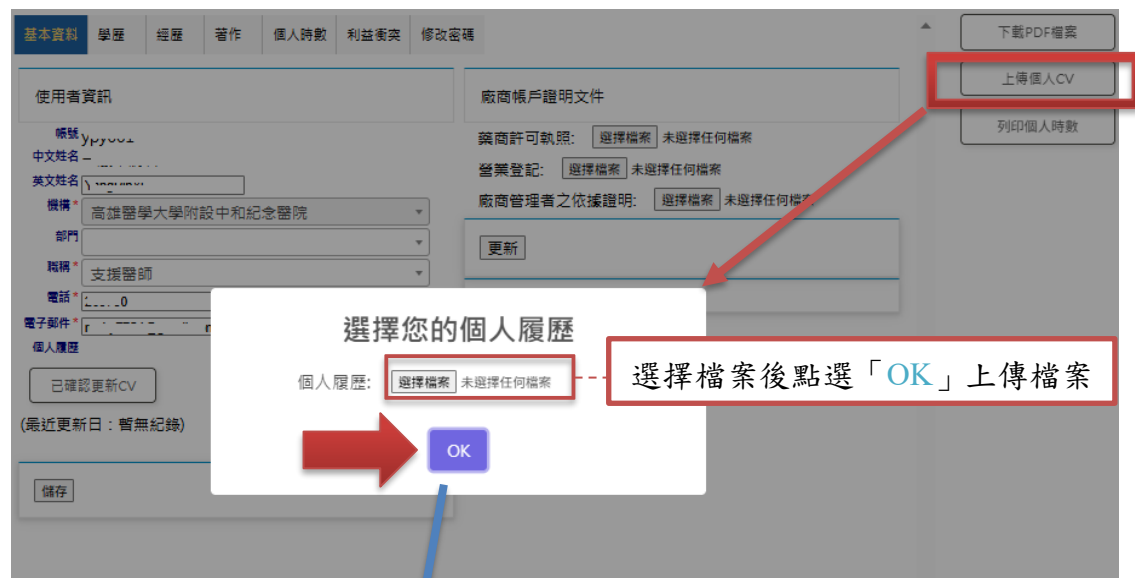 基本資料 學歷 經歷 著作 個人時數 利益衝突 修改密碼
下載PDF檔案
上傳個人CV
列印個人時數
使用者資訊
帳號
中文姓名
英文姓名
機構* 高雄醫學大學附設中和紀念醫院
部門
職稱* 支援醫師
電話*
電子郵件*
個人履歷
已確認更新CV
(最近更新日：暫無紀錄)
儲存
廠商帳戶證明文件
藥商許可執照: 選擇檔案 未選擇任何檔案
營業登記: 選擇檔案 未選擇任何檔案
廠商管理者之依據證明: 選擇檔案 未選擇任何檔案
更新
選擇您的個人履歷
個人履歷: 選擇檔案 未選擇任何檔案
OK
選擇檔案後點選「OK」上傳檔案